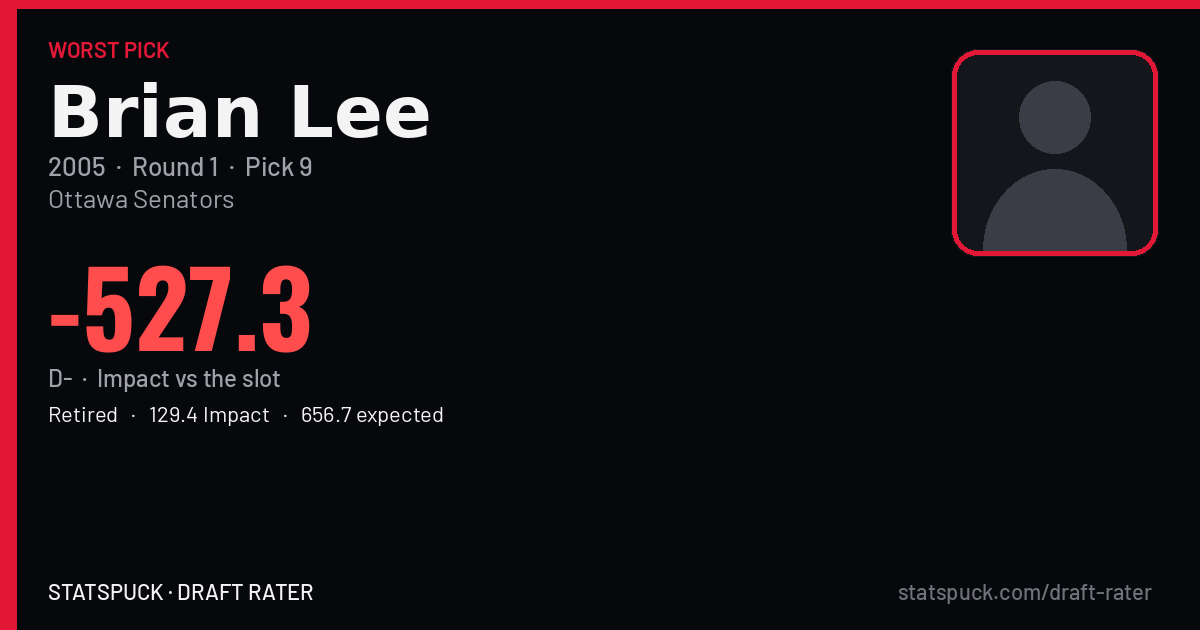 WORST PICK
Brian Lee
2005 · Round 1 · Pick 9
Ottawa Senators
-527.3
D- · Impact vs the slot
Retired · 129.4 Impact · 656.7 expected
STATSPUCK · DRAFT RATER
statspuck.com/draft-rater